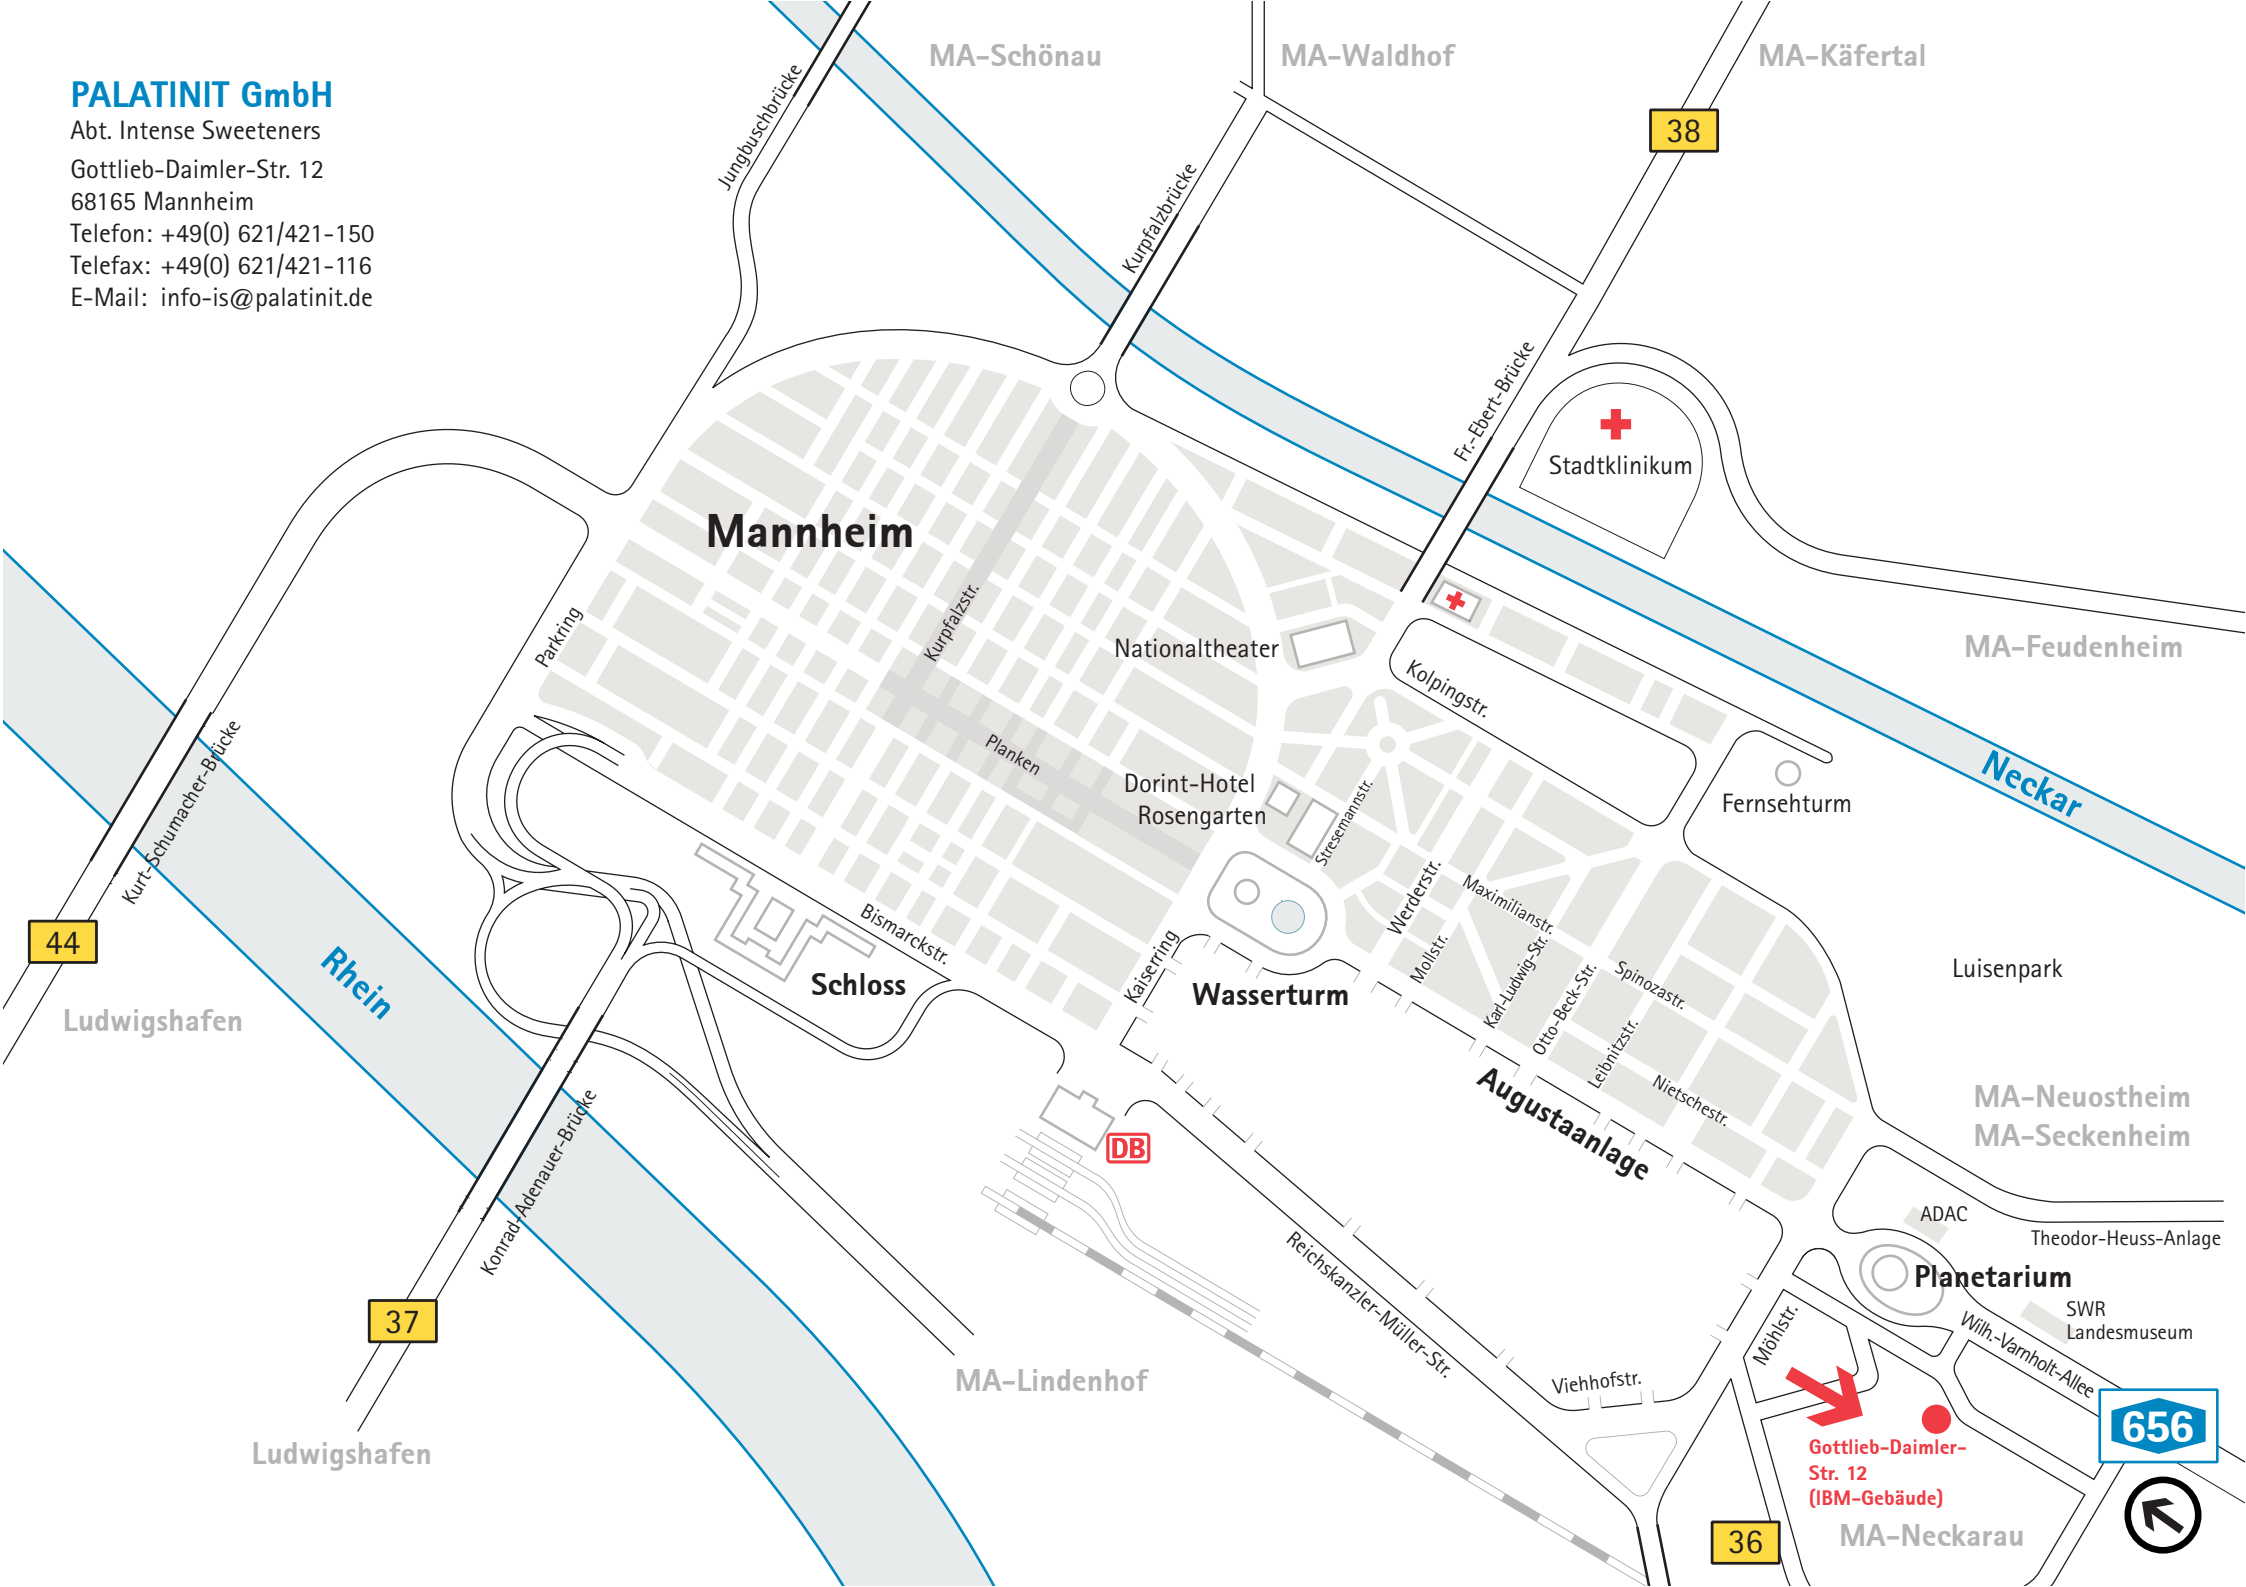 PALATINIT GmbH
Abt. Intense Sweeteners
Gottlieb-Daimler-Str. 12
68165 Mannheim
Telefon: +49(0) 621/421-150
Telefax: +49(0) 621/421-116
E-Mail: info-is@palatinit.de
MA-Schönau
MA-Waldhof
MA-Käfertal
38
Jungbuschbrücke
Kurpfalzbrücke
Fr.-Ebert-Brücke
Stadtklinikum
Mannheim
Kurpfalzstr.
Parkring
Nationaltheater
Kolpingstr.
MA-Feudenheim
Neckar
Planken
Dorint-Hotel
Rosengarten
Stresemannstr.
Fernsehturm
Kurt-Schumacher-Brücke
44
Rhein
Ludwigshafen
Bismarckstr.
Schloss
Kaiserring
Wasserturm
Werderstr.
Mollstr.
Maximilianstr.
Karl-Ludwig-Str.
Otto-Beck-Str.
Spinozastr.
Leibnitzstr.
Nietschestr.
Luisenpark
Augustaanlage
MA-Neuostheim
MA-Seckenheim
DB
Konrad-Adenauer-Brücke
37
Ludwigshafen
MA-Lindenhof
Reichskanzler-Müller-Str.
Viehhofstr.
Möhlstr.
ADAC
Theodor-Heuss-Anlage
Planetarium
SWR
Landesmuseum
Wilh.-Varnholt-Allee
656
Gottlieb-Daimler-
Str. 12
(IBM-Gebäude)
36
MA-Neckarau